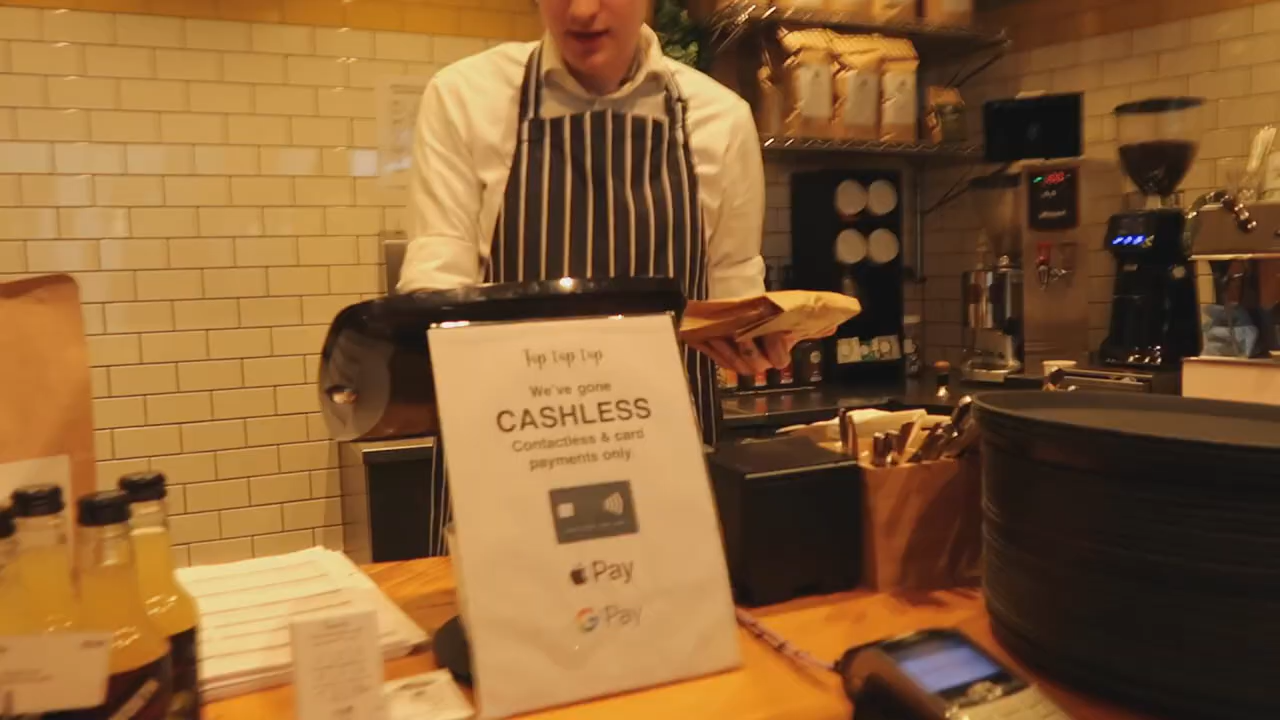 Tap Tap Tap
We've gone
CASHLESS
Contactless & card
payments only
Pay
G Pay